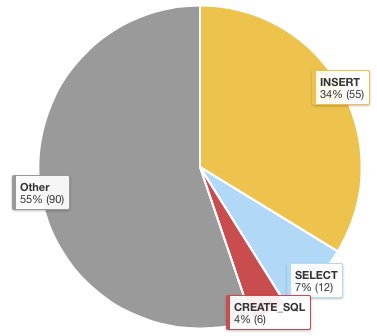 INSERT
34% (55)
Other
55% (90)
SELECT
7% (12)
CREATE_SQL
4% (6)